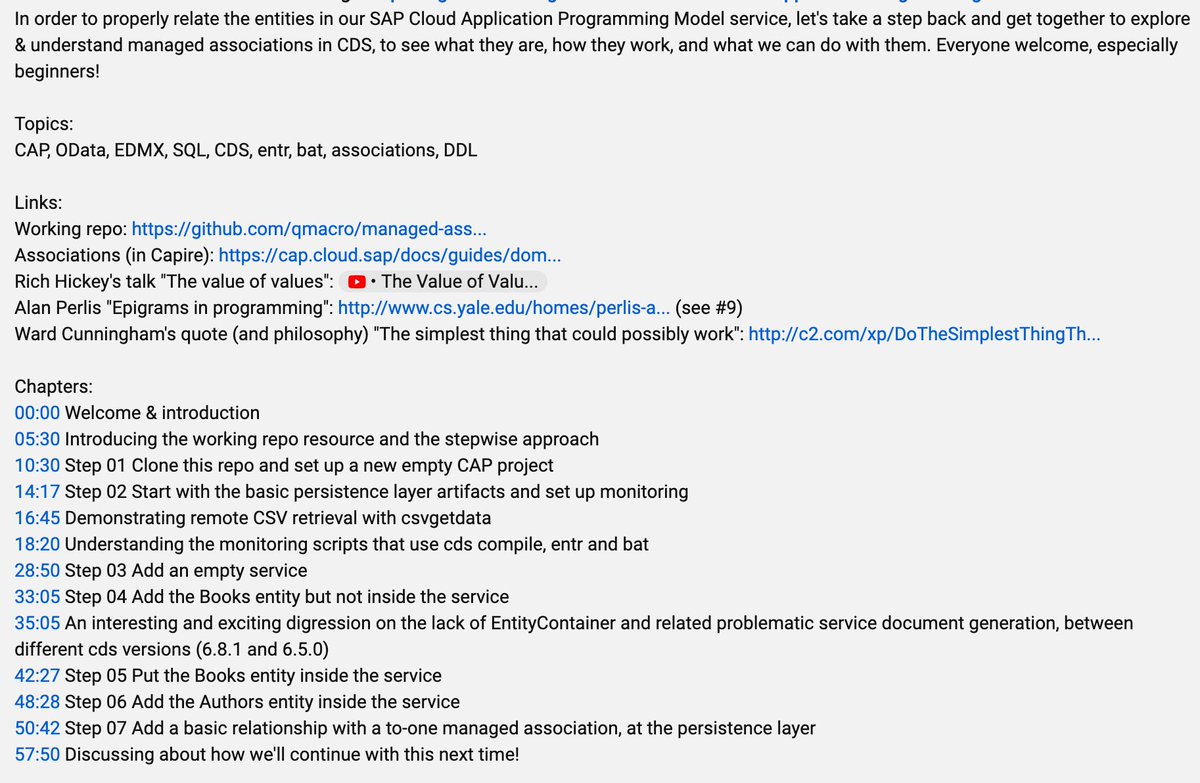 In order to properly relate the entities in our SAP Cloud Application Programming Model service, let's take a step back and get together to explore
& understand managed associations in CDS, to see what they are, how they work, and what we can do with them. Everyone welcome, especially
beginners!
Topics:
CAP, OData, EDMX, SQL, CDS, entr, bat, associations, DDL
Links:
Working repo: https://github.com/qmacro/managed-ass...
Associations (in Capire): https://cap.cloud.sap/docs/guides/dom...
Rich Hickey's talk "The value of values": • The Value of Valu...
Alan Perlis "Epigrams in programming": http://www.cs.yale.edu/homes/perlis-a... (see #9)
Ward Cunningham's quote (and philosophy) "The simplest thing that could possibly work": http://c2.com/xp/DoTheSimplestThingTh...
Chapters:
00:00 Welcome & introduction
05:30 Introducing the working repo resource and the stepwise approach
10:30 Step 01 Clone this repo and set up a new empty CAP project
14:17 Step 02 Start with the basic persistence layer artifacts and set up monitoring
16:45 Demonstrating remote CSV retrieval with csvgetdata
18:20 Understanding the monitoring scripts that use cds compile, entr and bat
28:50 Step 03 Add an empty service
33:05 Step 04 Add the Books entity but not inside the service
35:05 An interesting and exciting digression on the lack of EntityContainer and related problematic service document generation, between
different cds versions (6.8.1 and 6.5.0)
42:27 Step 05 Put the Books entity inside the service
48:28 Step 06 Add the Authors entity inside the service
50:42 Step 07 Add a basic relationship with a to-one managed association, at the persistence layer
57:50 Discussing about how we'll continue with this next time!